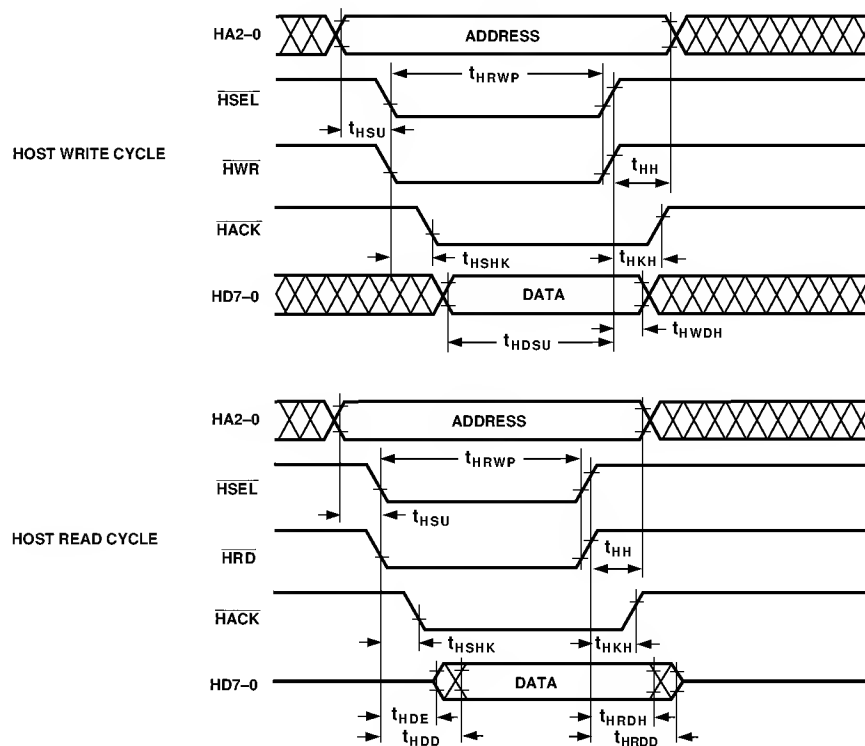 HA2–0
ADDRESS
tHRWP
HSEL
tHSU
HOST WRITE CYCLE
HWR
tHH
HACK
tHSHK
tHKH
HD7–0
DATA
tHWDH
tHDSU
HA2–0
ADDRESS
tHRWP
HSEL
tHSU
HOST READ CYCLE
HRD
tHH
HACK
tHSHK
tHKH
HD7–0
DATA
tHDE
tHRDH
tHDD
tHRDD